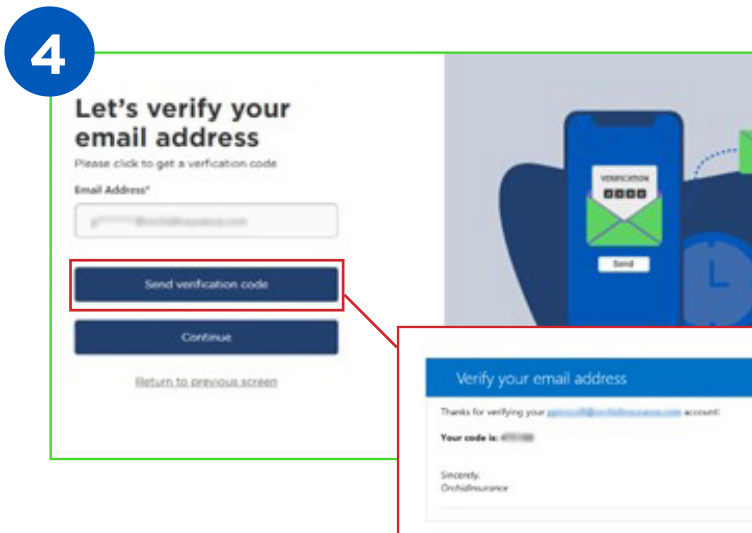 4
Let's verify your
email address
Please click to get a verfication code
Email Address*
Send verification code
Continue
Return to previous screen
VERIFICATION
Send
Verify your email address
Thanks for verifying your account!
Your code is:
Sincerely,
OrchidInsurance